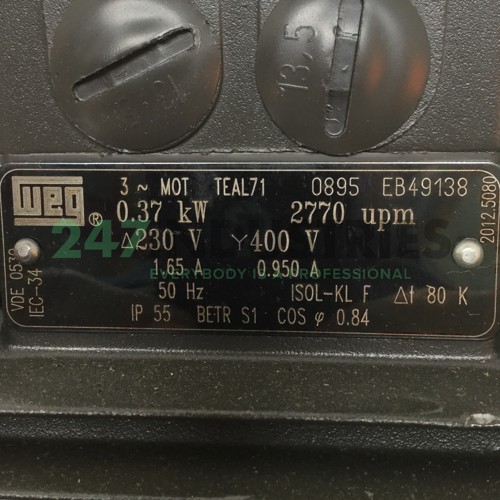 13,5
weg ®
3 ~ MOT TEAL71 0895 EB49138
0.37 kW 2770 upm
Δ230 V Y400 V
1,65 A 0.950 A
50 Hz ISOL-KL F Δt 80 K
IP 55 BETR S1 COS φ 0.84
VDE 0530
IEC-34
2012.5080
247 INDUSTRIES
EVERYBODY IS A PROFESSIONAL